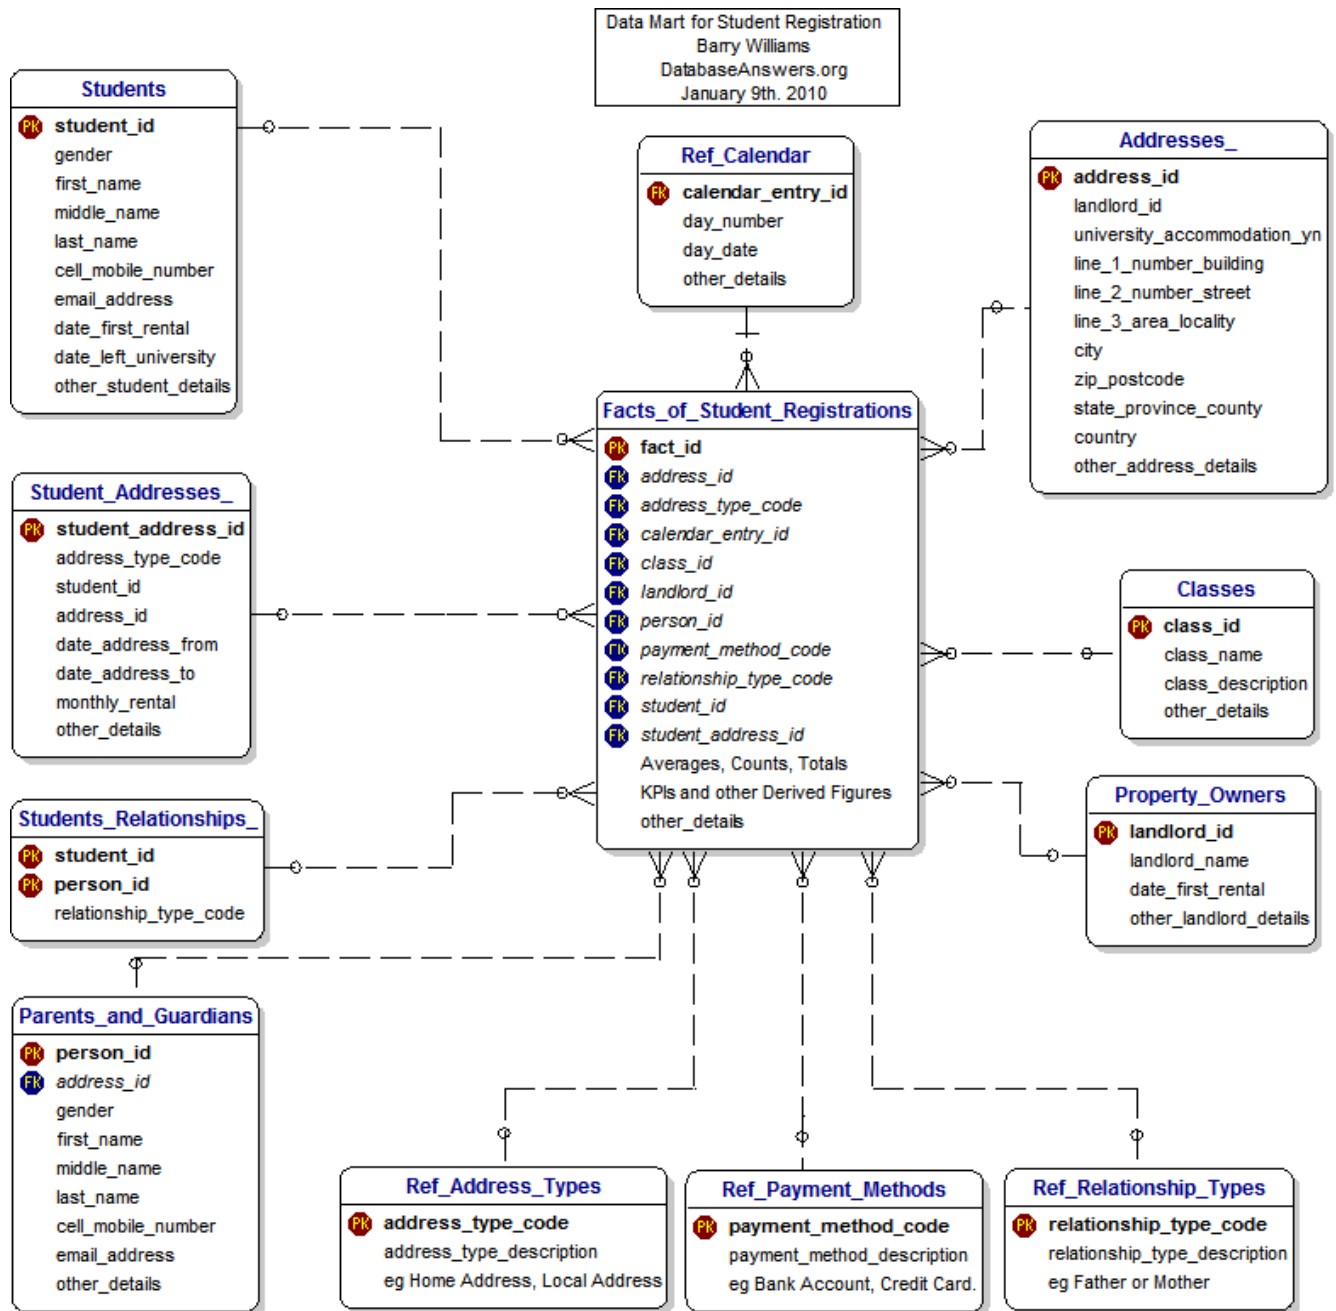 Data Mart for Student Registration
Barry Williams
DatabaseAnswers.org
January 9th. 2010
Students
PK student_id
gender
first_name
middle_name
last_name
cell_mobile_number
email_address
date_first_rental
date_left_university
other_student_details
Ref_Calendar
FK calendar_entry_id
day_number
day_date
other_details
Addresses_
PK address_id
landlord_id
university_accommodation_yn
line_1_number_building
line_2_number_street
line_3_area_locality
city
zip_postcode
state_province_county
country
other_address_details
Facts_of_Student_Registrations
PK fact_id
FK address_id
FK address_type_code
FK calendar_entry_id
FK class_id
FK landlord_id
FK person_id
FK payment_method_code
FK relationship_type_code
FK student_id
FK student_address_id
Averages, Counts, Totals
KPIs and other Derived Figures
other_details
Student_Addresses_
PK student_address_id
address_type_code
student_id
address_id
date_address_from
date_address_to
monthly_rental
other_details
Classes
PK class_id
class_name
class_description
other_details
Students_Relationships_
PK student_id
PK person_id
relationship_type_code
Property_Owners
PK landlord_id
landlord_name
date_first_rental
other_landlord_details
Parents_and_Guardians
PK person_id
FK address_id
gender
first_name
middle_name
last_name
cell_mobile_number
email_address
other_details
Ref_Address_Types
PK address_type_code
address_type_description
eg Home Address, Local Address
Ref_Payment_Methods
PK payment_method_code
payment_method_description
eg Bank Account, Credit Card.
Ref_Relationship_Types
PK relationship_type_code
relationship_type_description
eg Father or Mother